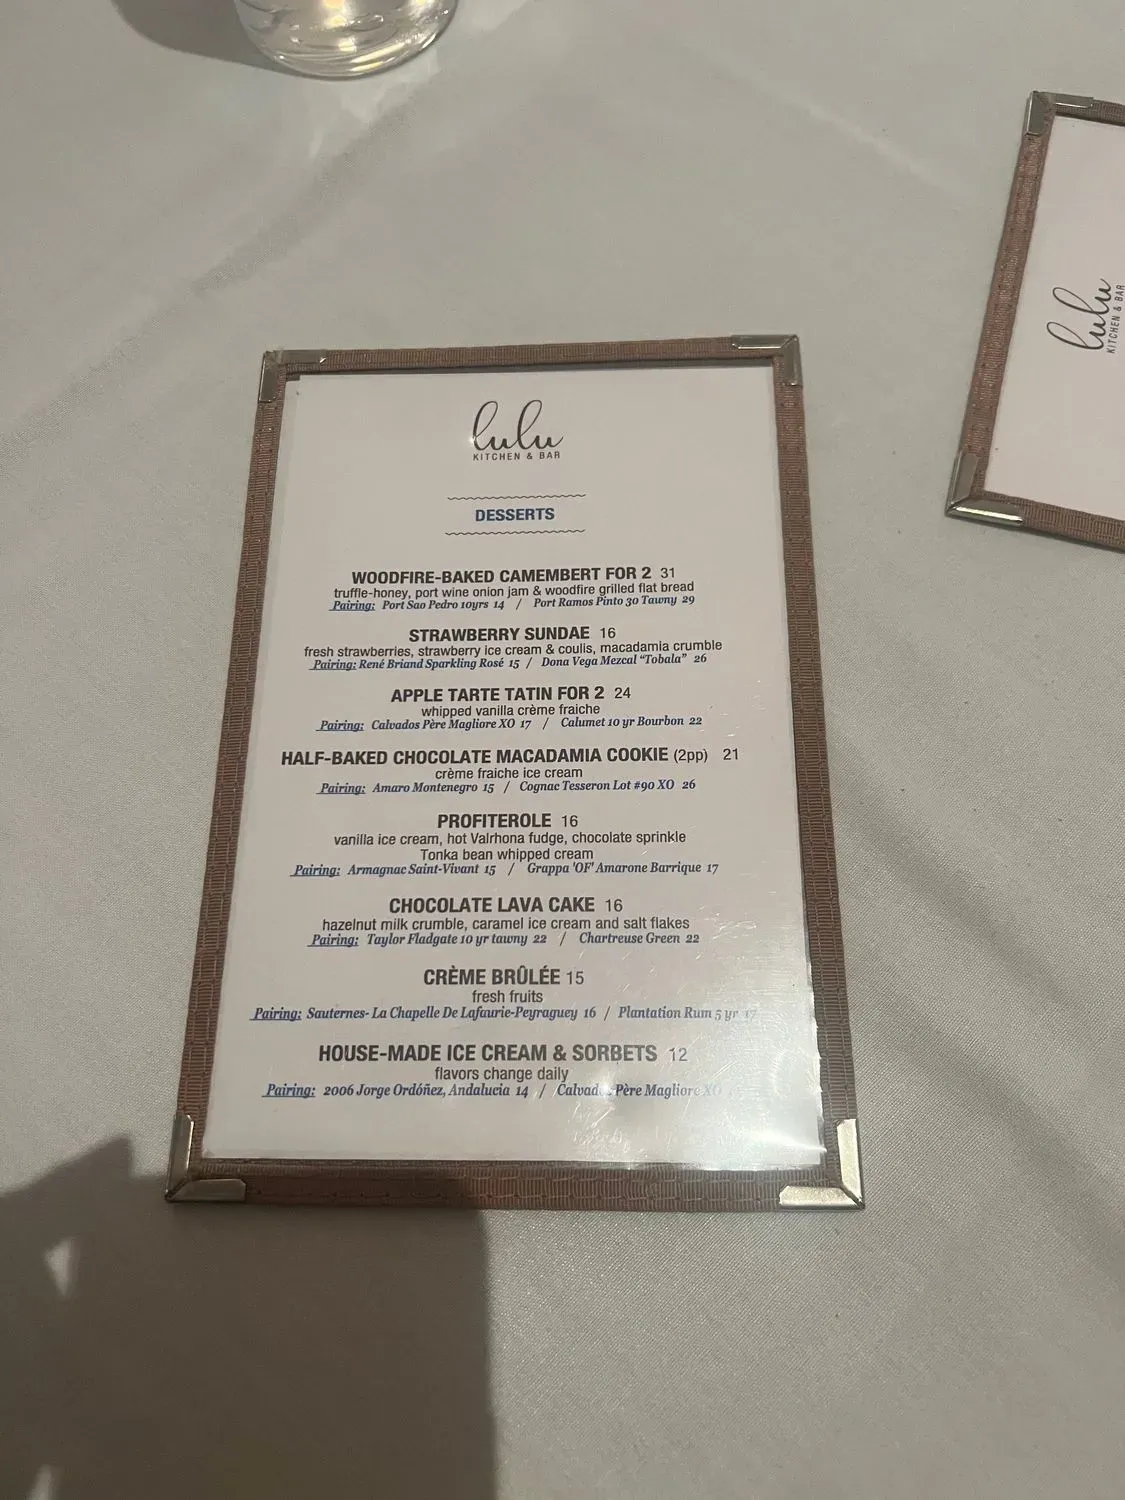 lulu
KITCHEN & BAR
DESSERTS
WOODFIRE-BAKED CAMEMBERT FOR 2 31
truffle-honey, port wine onion jam & woodfire grilled flat bread
Pairing: Port Sao Pedro 10yrs 14 / Port Ramos Pinto 30 Tawny 29
STRAWBERRY SUNDAE 16
fresh strawberries, strawberry ice cream & coulis, macadamia crumble
Pairing: René Briand Sparkling Rosé 15 / Dona Vega Mezcal "Tobala" 26
APPLE TARTE TATIN FOR 2 24
whipped vanilla crème fraiche
Pairing: Calvados Père Magliore XO 17 / Calumet 10 yr Bourbon 22
HALF-BAKED CHOCOLATE MACADAMIA COOKIE (2pp) 21
crème fraiche ice cream
Pairing: Amaro Montenegro 15 / Cognac Tesseron Lot #90 XO 26
PROFITEROLE 16
vanilla ice cream, hot Valrhona fudge, chocolate sprinkle
Tonka bean whipped cream
Pairing: Armagnac Saint-Vivant 15 / Grappa 'OF' Amarone Barrique 17
CHOCOLATE LAVA CAKE 16
hazelnut milk crumble, caramel ice cream and salt flakes
Pairing: Taylor Fladgate 10 yr tawny 22 / Chartreuse Green 22
CRÈME BRÛLÉE 15
fresh fruits
Pairing: Sauternes- La Chapelle De Lafaurie-Peyraguey 16 / Plantation Rum 5 yr 17
HOUSE-MADE ICE CREAM & SORBETS 12
flavors change daily
Pairing: 2006 Jorge Ordóñez, Andalucia 14 / Calvados Père Magliore XO
lulu
KITCHEN & BAR